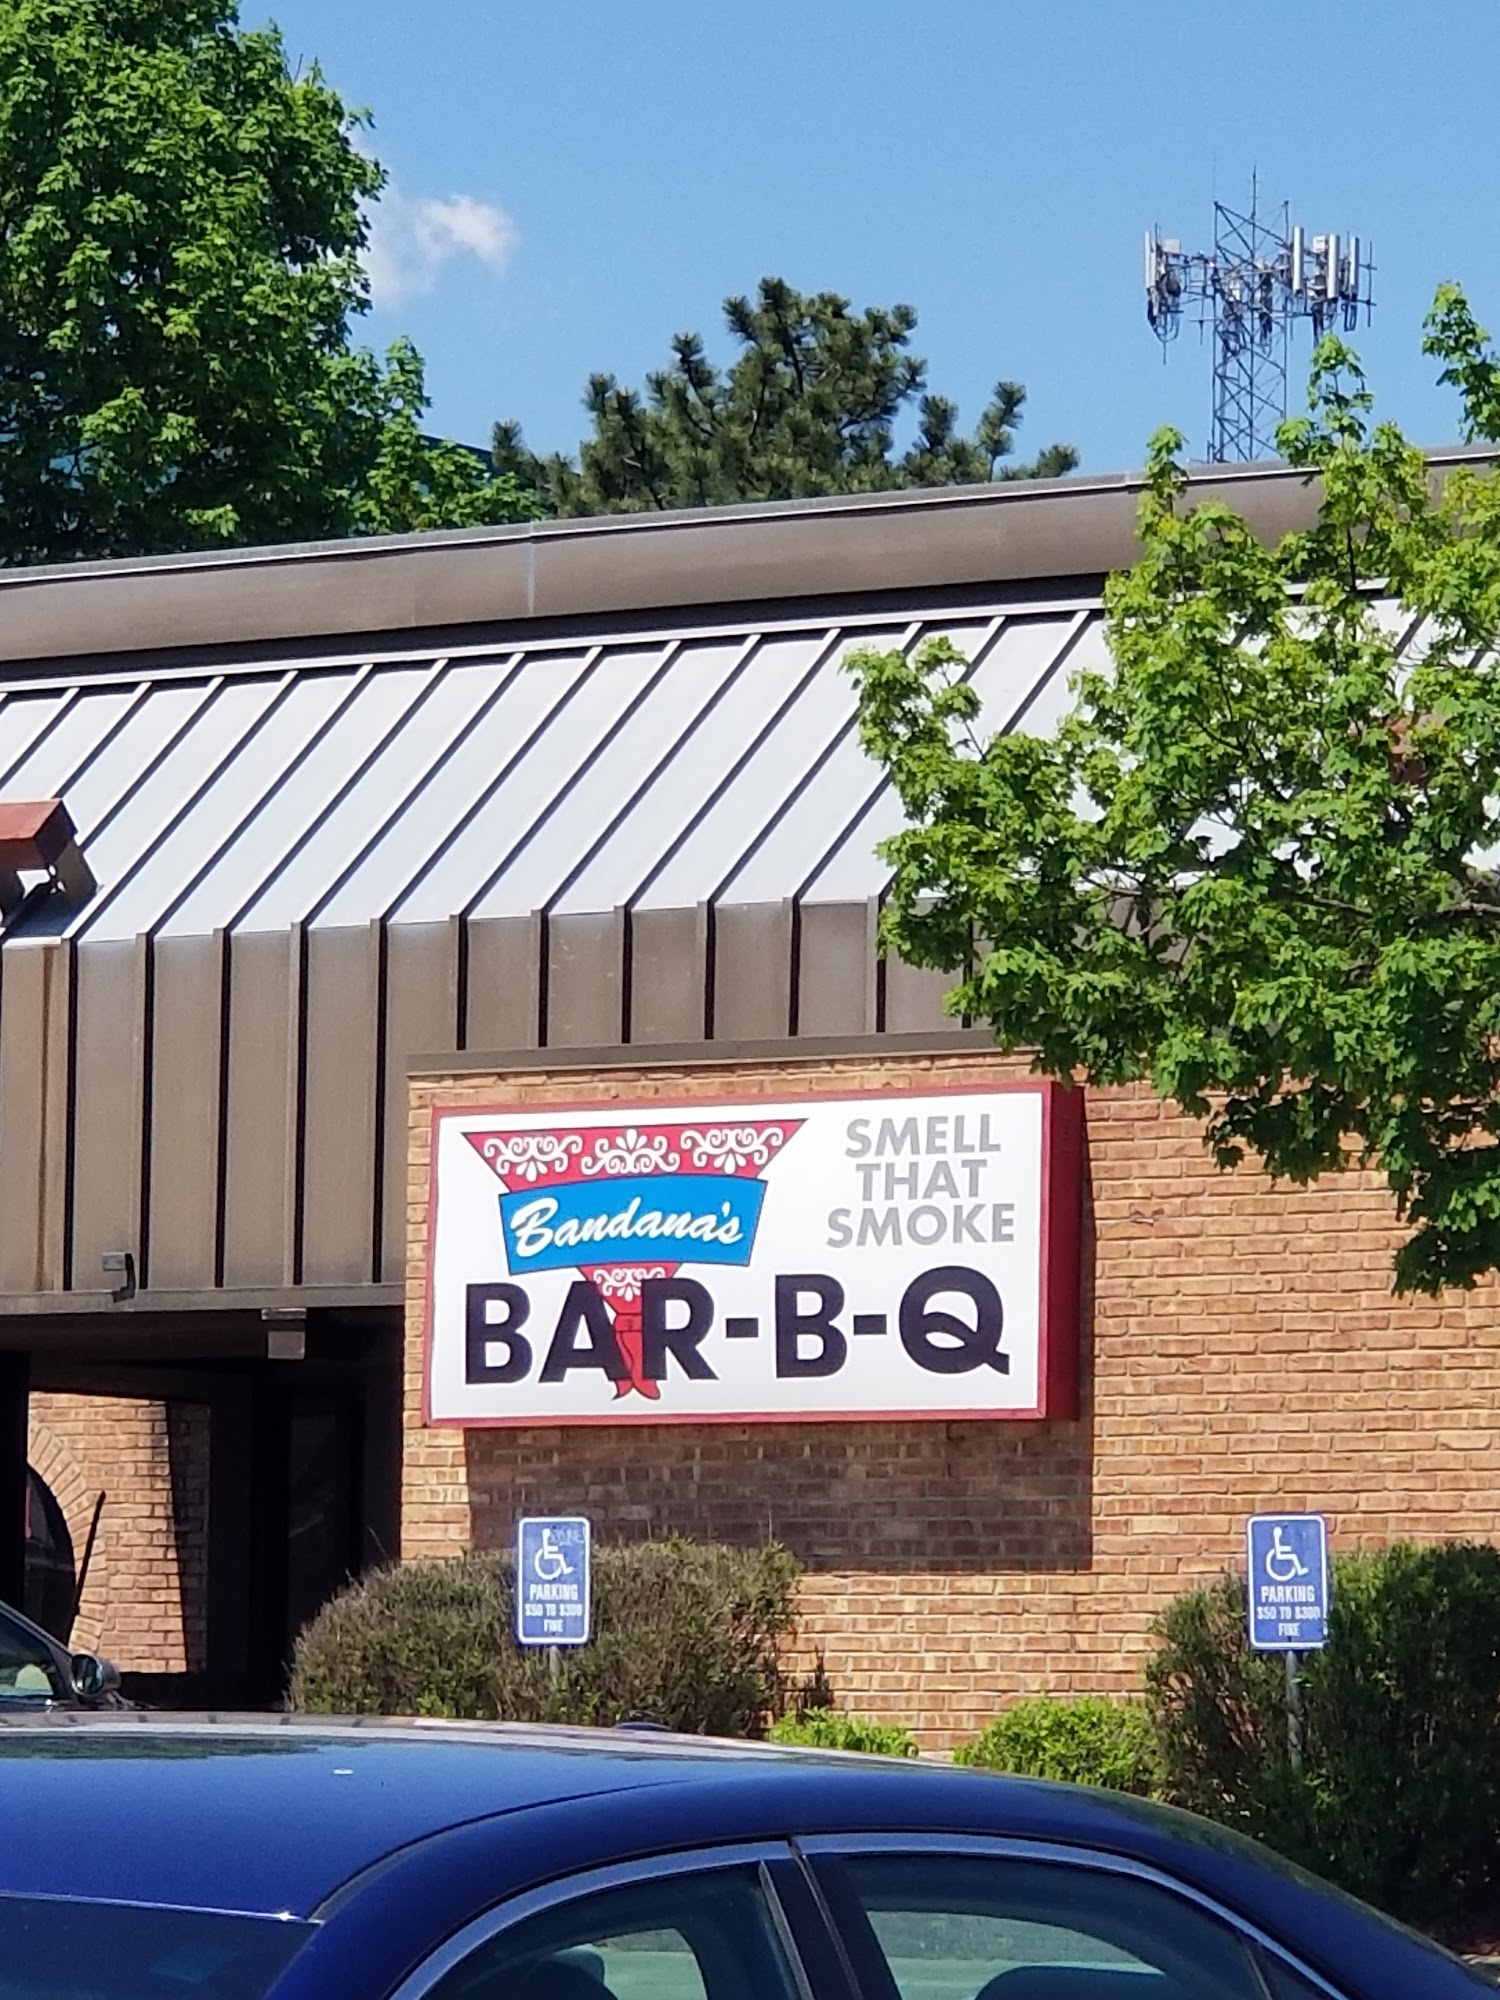 SMELL
THAT
SMOKE
Bandana's
BAR-B-Q
PARKING
$50 TO $300
FINE
PARKING
$50 TO $300
FINE